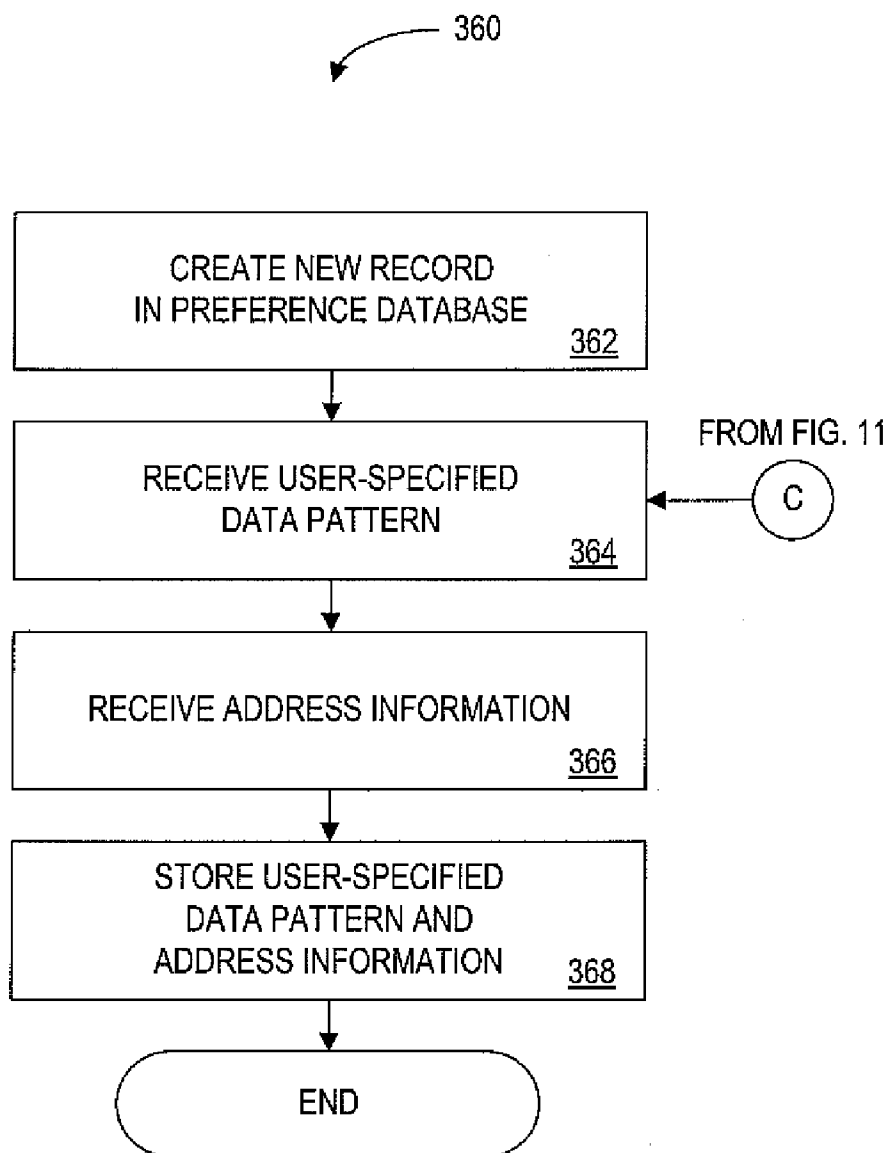 360
CREATE NEW RECORD
IN PREFERENCE DATABASE
362
RECEIVE USER-SPECIFIED
DATA PATTERN
364
FROM FIG. 11
C
RECEIVE ADDRESS INFORMATION
366
STORE USER-SPECIFIED
DATA PATTERN AND
ADDRESS INFORMATION
368
END